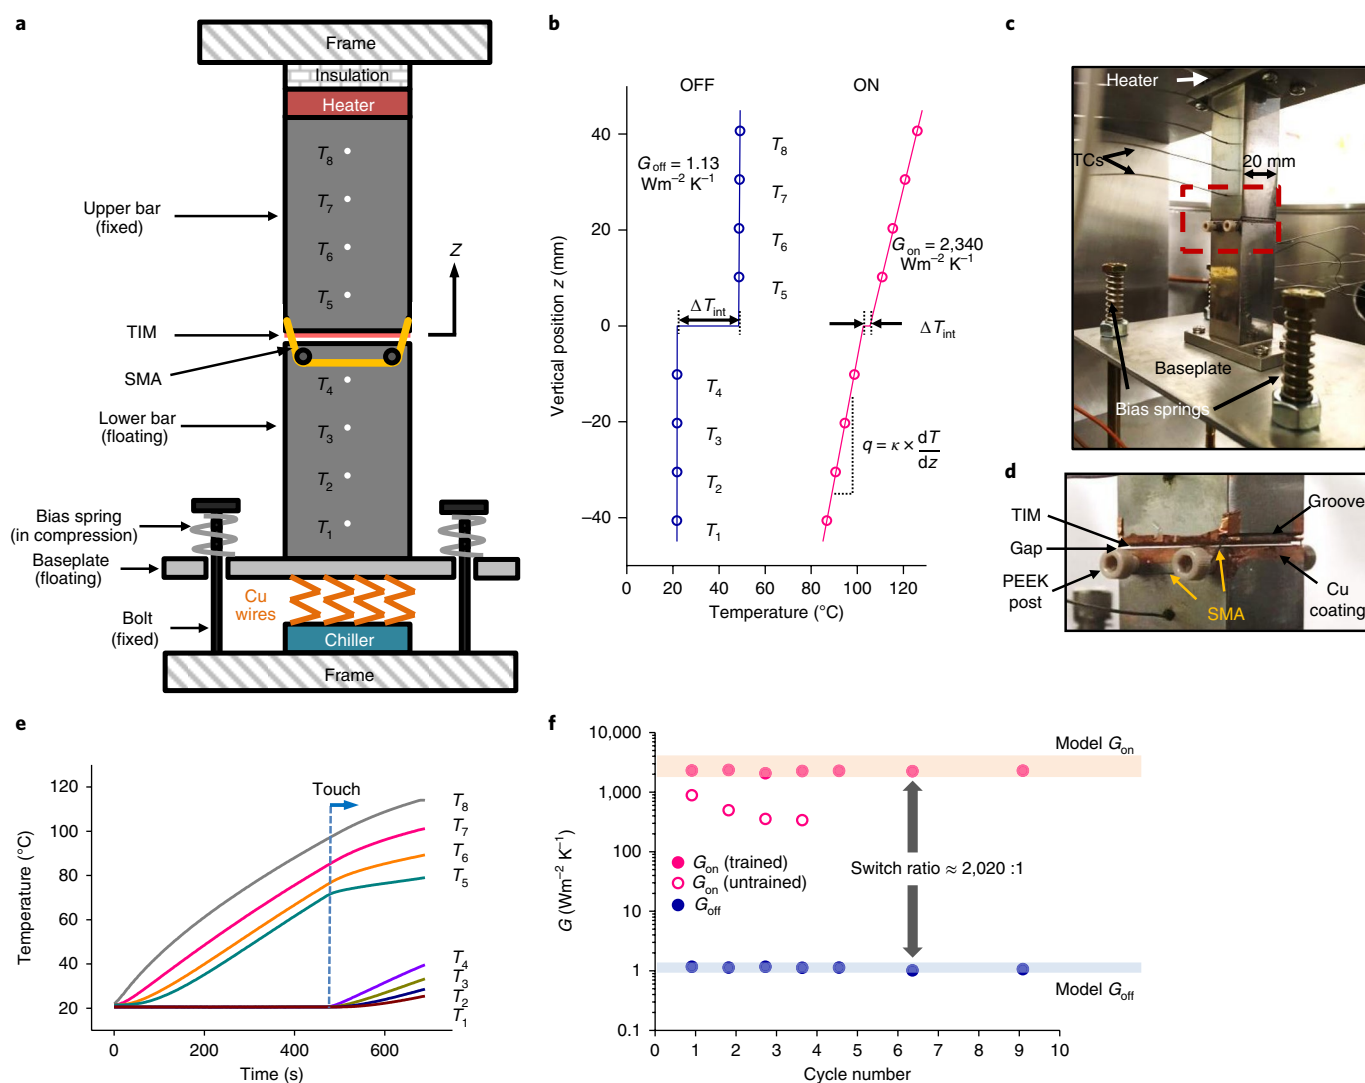 a
Frame
Insulation
Heater
T8
T7
Upper bar
(fixed)
T6
T5
Z
TIM
SMA
T4
Lower bar
(floating)
T3
T2
T1
Bias spring
(in compression)
Baseplate
(floating)
Cu
wires
Bolt
(fixed)
Chiller
Frame
b
OFF
ON
Vertical position z (mm)
40
20
0
–20
–40
Goff = 1.13
Wm–2 K–1
T8
T7
T6
T5
Gon = 2,340
Wm–2 K–1
ΔTint
ΔTint
T4
T3
T2
T1
q = κ × dT
dz
0
20
40
60
80
100
120
Temperature (°C)
c
Heater
TCs
20 mm
Baseplate
Bias springs
d
TIM
Gap
PEEK
post
Groove
SMA
Cu
coating
e
Temperature (°C)
120
100
80
60
40
20
Touch
T8
T7
T6
T5
T4
T3
T2
T1
0
200
400
600
Time (s)
f
G (Wm–2 K–1)
10,000
1,000
100
10
1
0.1
Model Gon
Gon (trained)
Gon (untrained)
Goff
Switch ratio ≈ 2,020 :1
Model Goff
0
1
2
3
4
5
6
7
8
9
10
Cycle number